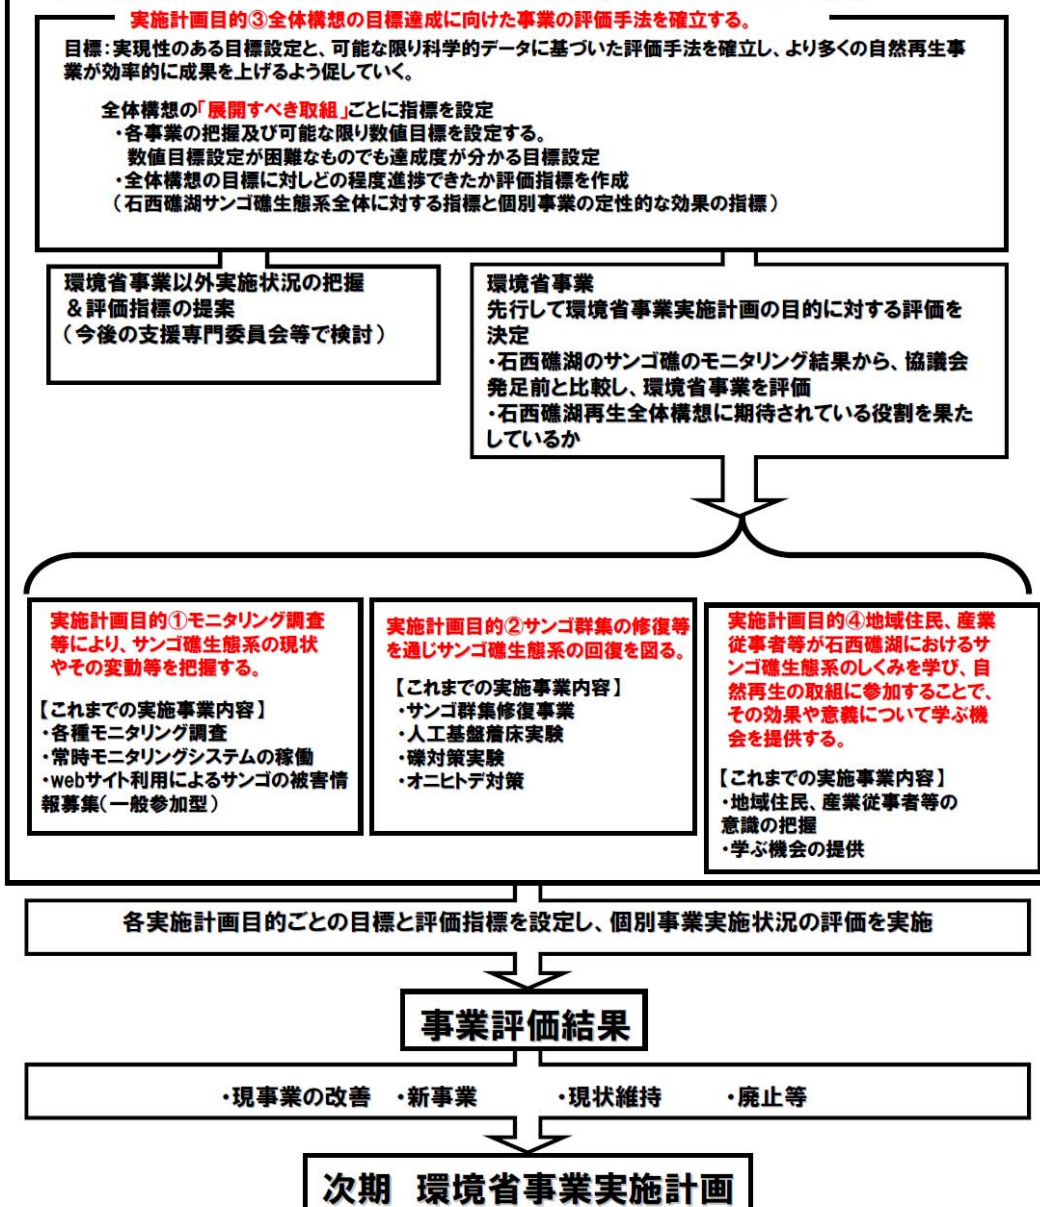 実施計画目的③全体構想の目標達成に向けた事業の評価手法を確立する。
目標：実現性のある目標設定と、可能な限り科学的データに基づいた評価手法を確立し、より多くの自然再生事
業が効率的に成果を上げるよう促していく。
全体構想の「展開すべき取組」ごとに指標を設定
・各事業の把握及び可能な限り数値目標を設定する。
数値目標設定が困難なものでも達成度が分かる目標設定
・全体構想の目標に対しどの程度進捗できたか評価指標を作成
（石西礁湖サンゴ礁生態系全体に対する指標と個別事業の定性的な効果の指標）
環境省事業以外実施状況の把握
＆評価指標の提案
（今後の支援専門委員会等で検討）
環境省事業
先行して環境省事業実施計画の目的に対する評価を
決定
・石西礁湖のサンゴ礁のモニタリング結果から、協議会
発足前と比較し、環境省事業を評価
・石西礁湖再生全体構想に期待されている役割を果た
しているか
実施計画目的①モニタリング調査
等により、サンゴ礁生態系の現状
やその変動等を把握する。
【これまでの実施事業内容】
・各種モニタリング調査
・常時モニタリングシステムの稼働
・webサイト利用によるサンゴの被害情
報募集（一般参加型）
実施計画目的②サンゴ群集の修復等
を通じサンゴ礁生態系の回復を図る。
【これまでの実施事業内容】
・サンゴ群集修復事業
・人工基盤着床実験
・礫対策実験
・オニヒトデ対策
実施計画目的④地域住民、産業
従事者等が石西礁湖におけるサ
ンゴ礁生態系のしくみを学び、自
然再生の取組に参加することで、
その効果や意義について学ぶ機
会を提供する。
【これまでの実施事業内容】
・地域住民、産業従事者等の
意識の把握
・学ぶ機会の提供
各実施計画目的ごとの目標と評価指標を設定し、個別事業実施状況の評価を実施
事業評価結果
・現事業の改善　・新事業　　　・現状維持　　　・廃止等
次期　環境省事業実施計画